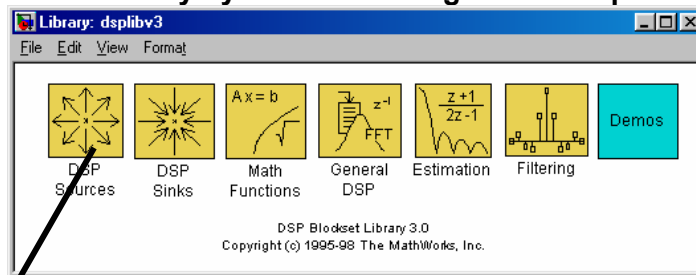 Library: dsplibv3
File Edit View Format
Ax = b
z⁻¹
FFT
z+1
2z-1
Demos
DSP Sources
DSP Sinks
Math Functions
General DSP
Estimation
Filtering
DSP Blockset Library 3.0
Copyright (c) 1995-98 The MathWorks, Inc.